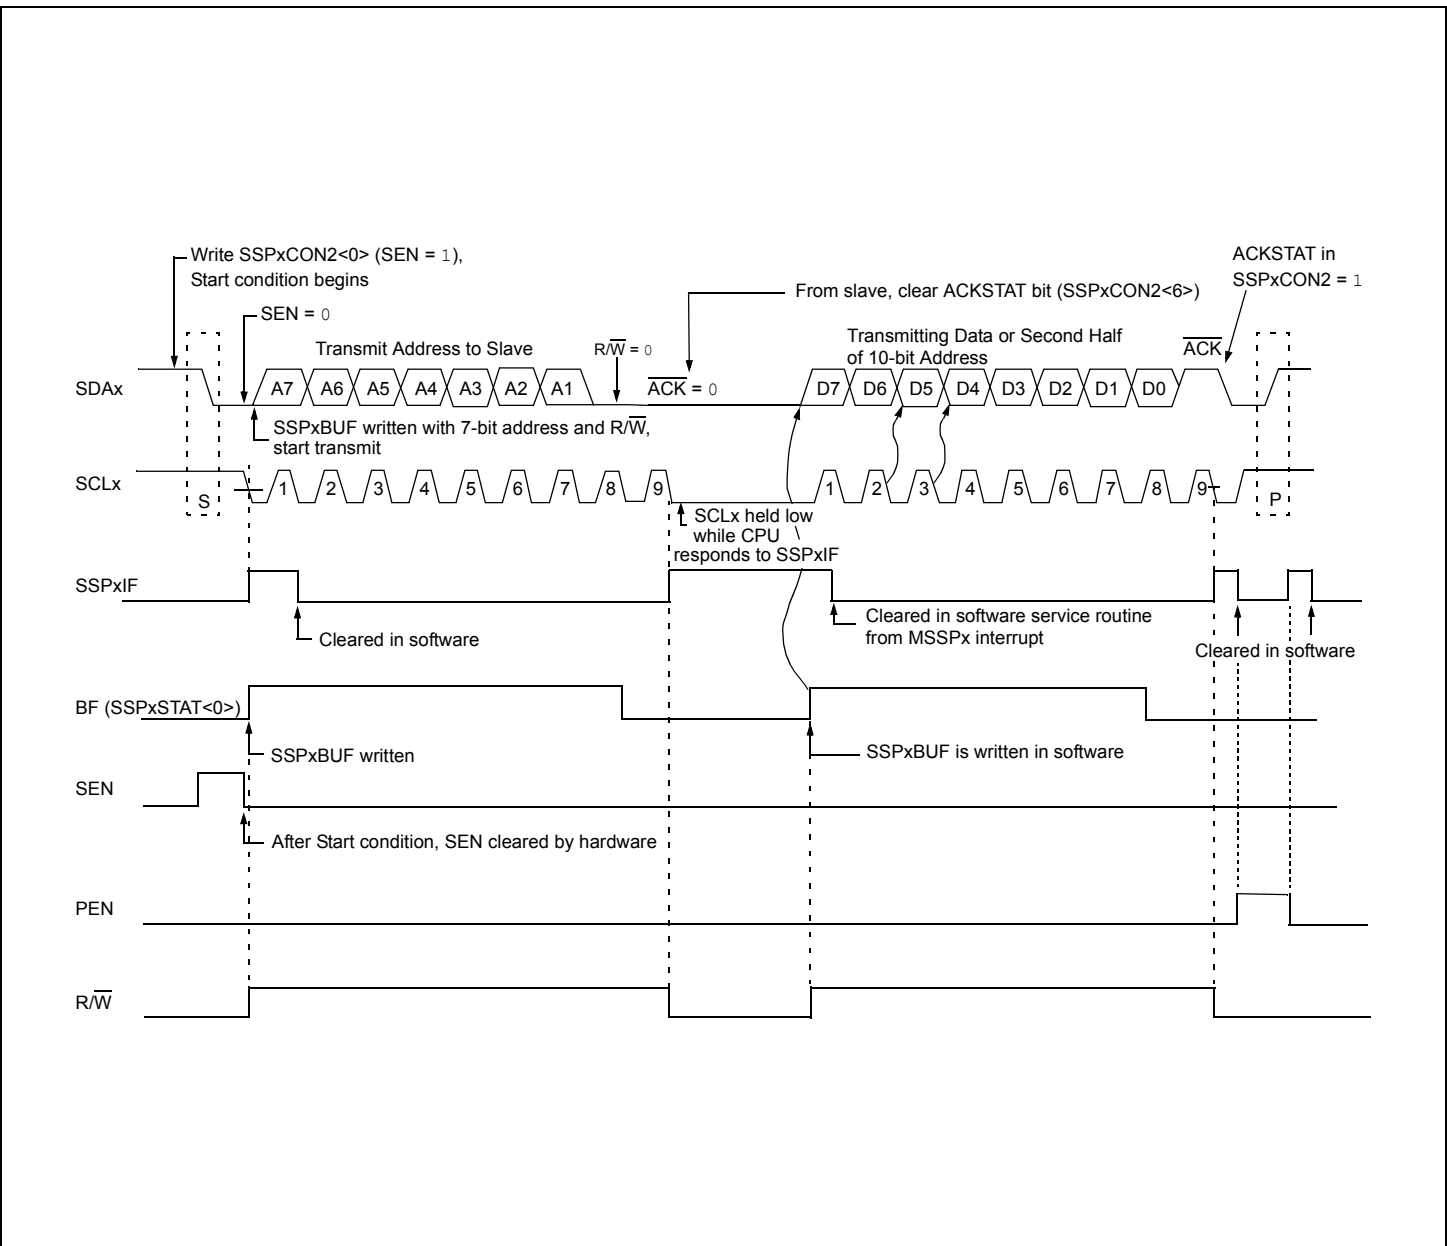 Write SSPxCON2<0> (SEN = 1),
Start condition begins
ACKSTAT in
SSPxCON2 = 1
From slave, clear ACKSTAT bit (SSPxCON2<6>)
SEN = 0
Transmit Address to Slave
R/W̅ = 0
Transmitting Data or Second Half
of 10-bit Address
A̅C̅K̅
SDAx
A7 A6 A5 A4 A3 A2 A1
A̅C̅K̅ = 0
D7 D6 D5 D4 D3 D2 D1 D0
SSPxBUF written with 7-bit address and R/W̅,
start transmit
SCLx
S
1 2 3 4 5 6 7 8 9
1 2 3 4 5 6 7 8 9
P
SCLx held low
while CPU
responds to SSPxIF
SSPxIF
Cleared in software
Cleared in software service routine
from MSSPx interrupt
Cleared in software
BF (SSPxSTAT<0>)
SSPxBUF written
SSPxBUF is written in software
SEN
After Start condition, SEN cleared by hardware
PEN
R/W̅